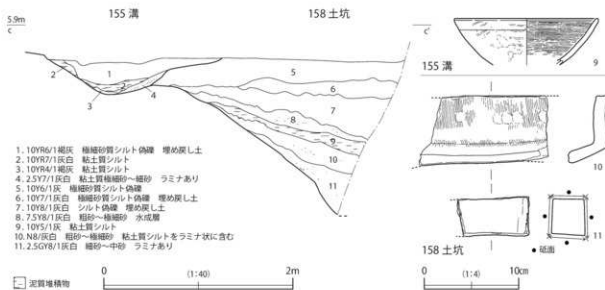 155 溝
158 土坑
5.9m
c
c'
1
2
3
4
5
6
7
8
9
10
11
1. 10YR6/1褐灰 極細砂質シルト偽礫 埋め戻し土
2. 10YR7/1灰白 粘土質シルト
3. 10YR4/1褐灰 粘土質シルト
4. 2.5Y7/1灰白 粘土質極細砂～細砂 ラミナあり
5. 10Y6/1灰 極細砂質シルト偽礫
6. 10Y7/1灰白 極細砂質シルト偽礫 埋め戻し土
7. 10Y8/1灰白 シルト偽礫 埋め戻し土
8. 7.5Y8/1灰白 粗砂～極細砂 水成層
9. 10Y5/1灰 粘土質シルト
10. N8/灰白 粗砂～極細砂 粘土質シルトをラミナ状に含む
11. 2.5GY8/1灰白 細砂～中砂 ラミナあり
泥質堆積物
0
(1:40)
2m
9
155 溝
10
11
158 土坑
● 砥面
0
(1:4)
10cm